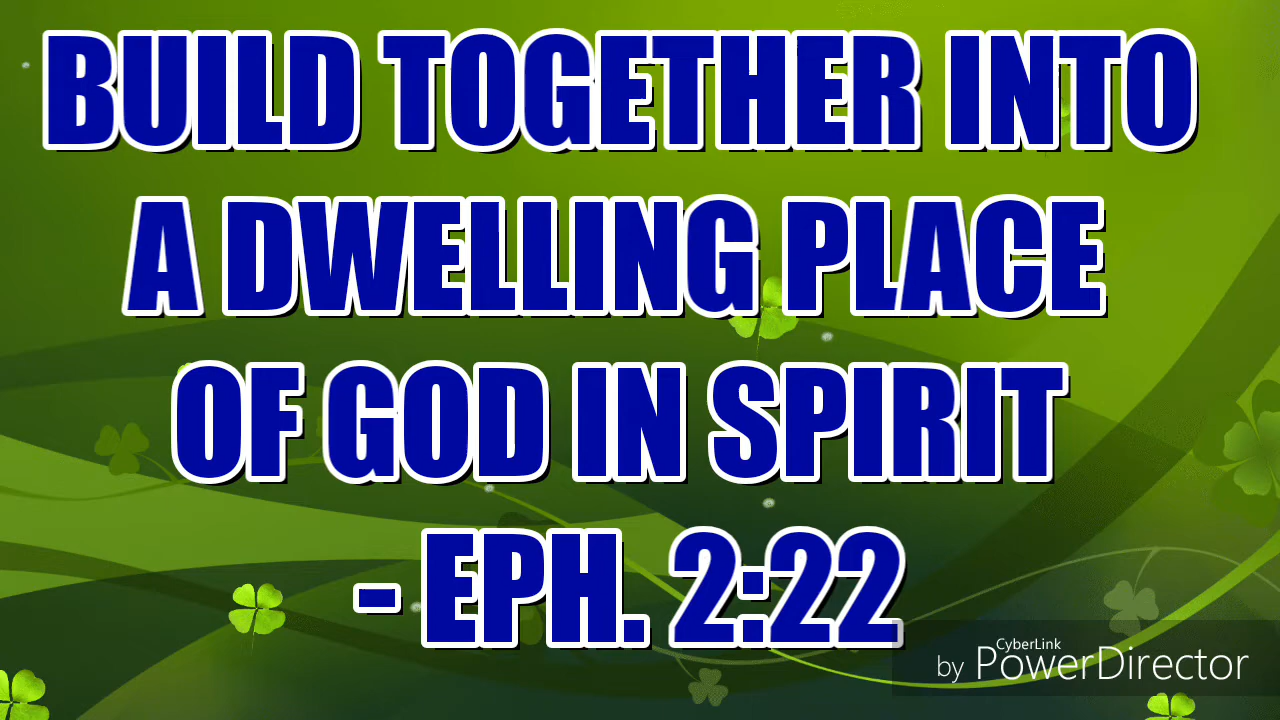 BUILD TOGETHER INTO
A DWELLING PLACE
OF GOD IN SPIRIT
- EPH. 2:22
CyberLink
by PowerDirector